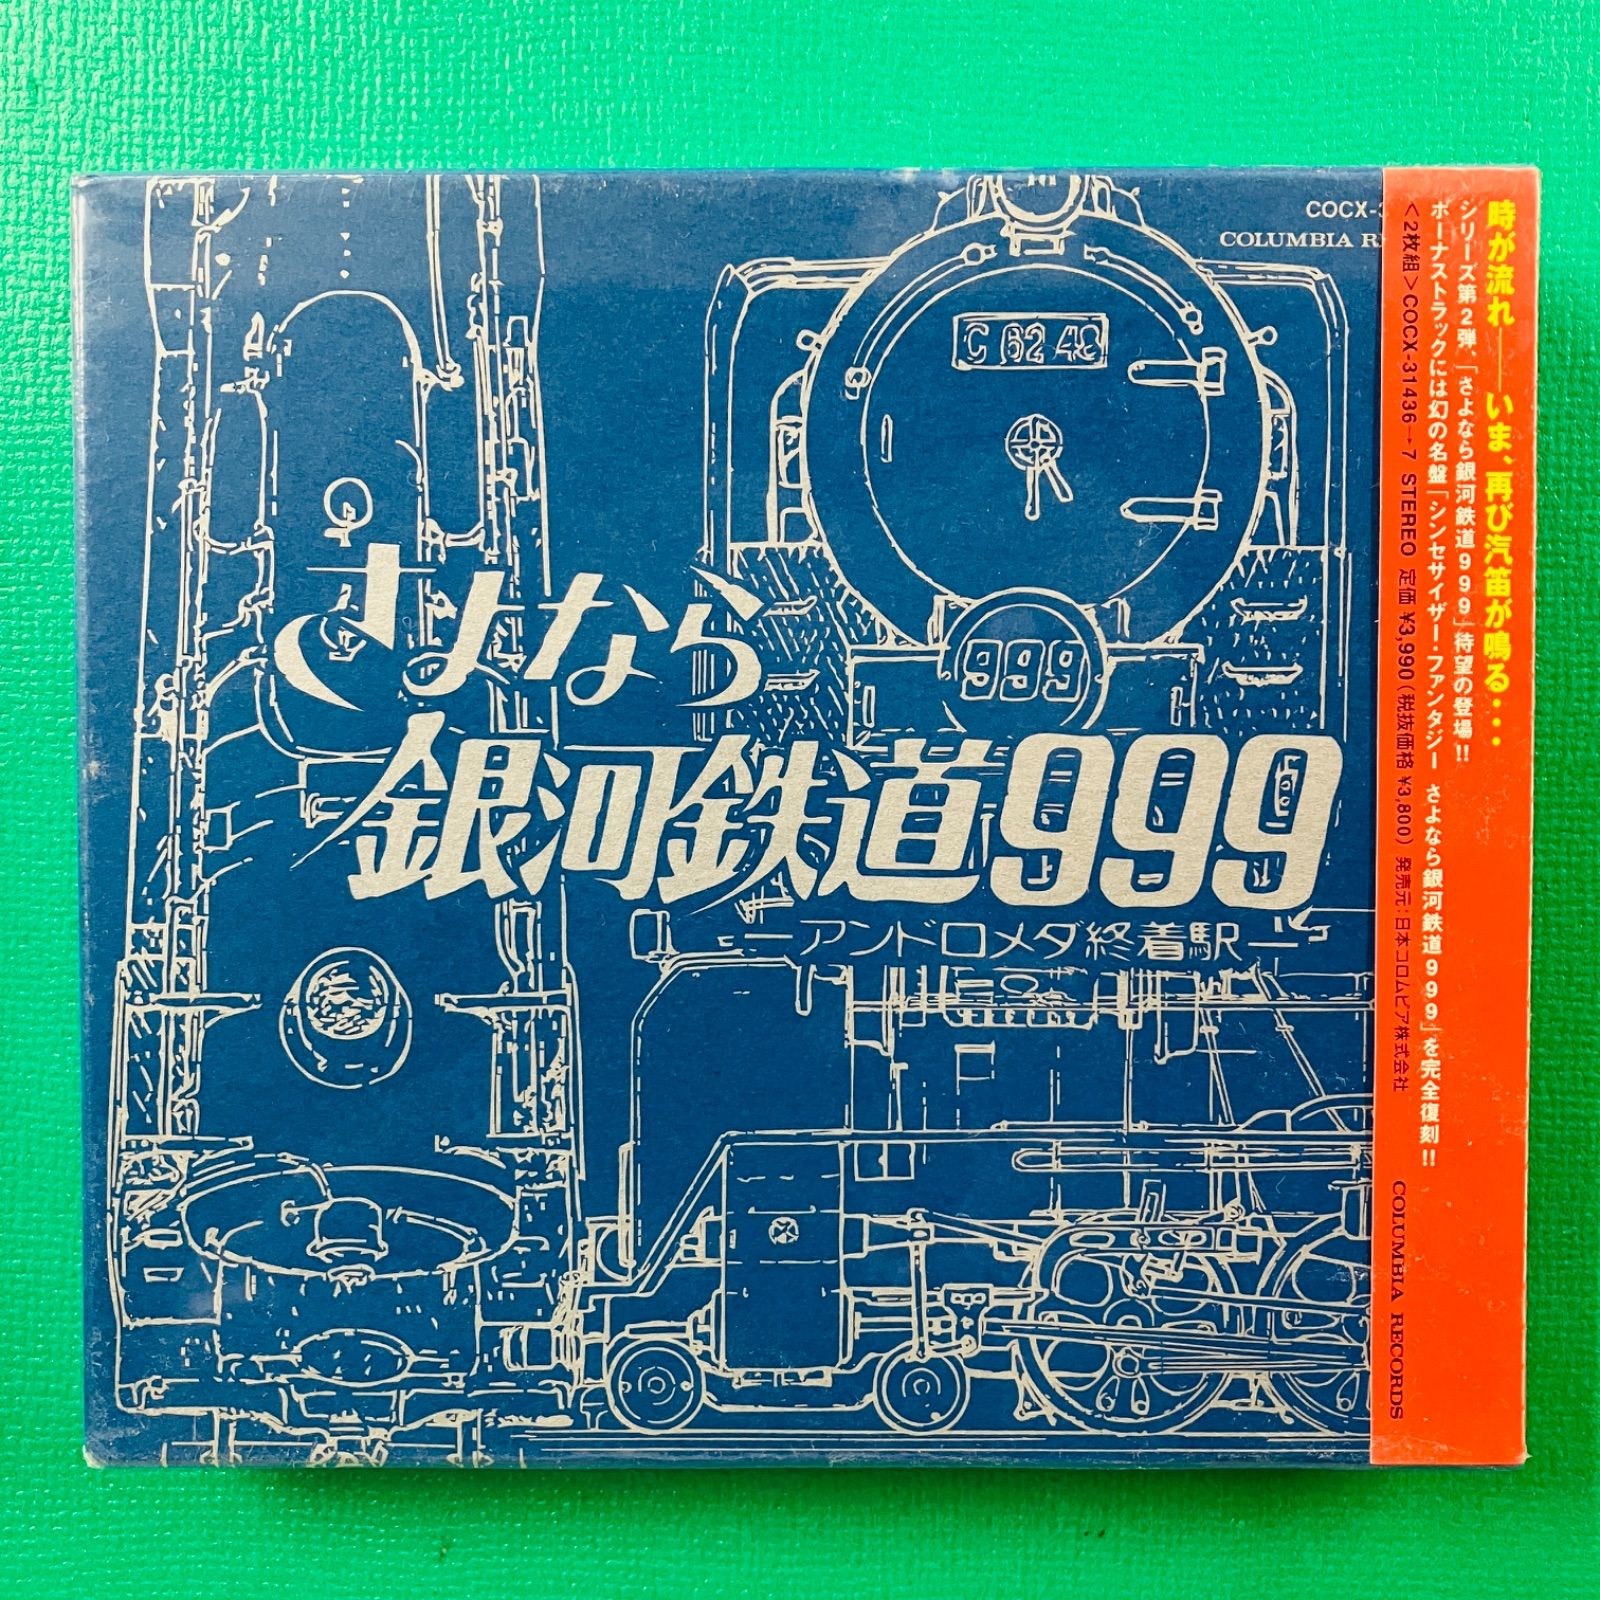 COCX-3
COLUMBIA RE
C 62 48
999
さよなら
銀河鉄道999
─アンドロメダ終着駅─
時が流れ──いま、再び汽笛が鳴る・・・
シリーズ第2弾、「さよなら銀河鉄道999」待望の登場!!
ボーナストラックには幻の名盤「シンセサイザー・ファンタジー さよなら銀河鉄道999」を完全復刻!!
<2枚組>COCX-31436→7 STEREO 定価 ¥3,990(税抜価格 ¥3,800) 発売元:日本コロムビア株式会社
COLUMBIA RECORDS